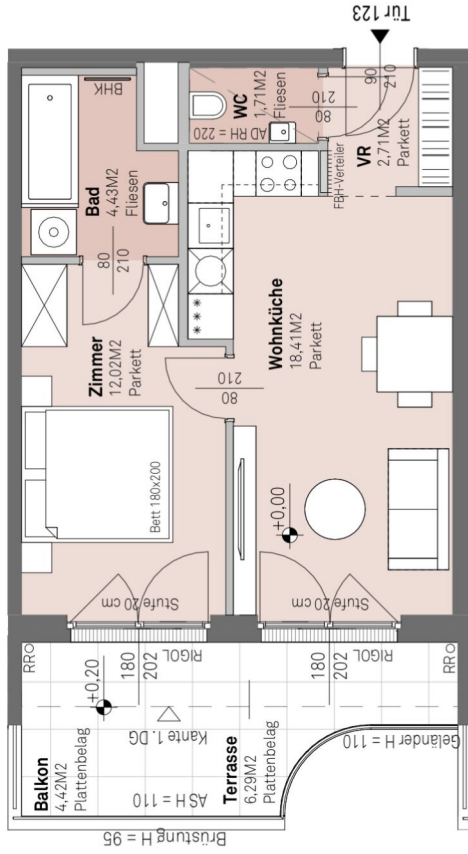 Tür 123
90
210
BHK
Bad
4,43M2
Fliesen
80
210
WC
1,71M2
Fliesen
AD RH = 220
80
210
VR
2,71M2
Parkett
FBH-Verteiler
Zimmer
12,02M2
Parkett
80
210
Wohnküche
18,41M2
Parkett
Bett 180x200
±0,00
Stufe 20 cm
Stufe 20 cm
RRO
+0,20
180
202
RIGOL
180
202
RIGOL
RRO
Balkon
4,42M2
Plattenbelag
Kante 1. DG
ASH = 110
Terrasse
6,29M2
Plattenbelag
Geländer H = 110
Brüstung H = 95